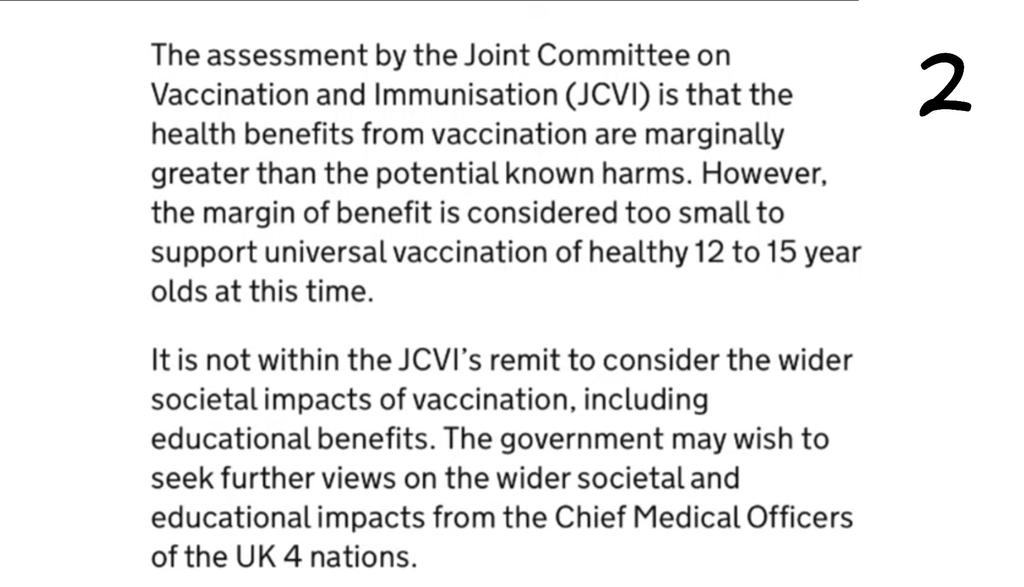 The assessment by the Joint Committee on
Vaccination and Immunisation (JCVI) is that the
health benefits from vaccination are marginally
greater than the potential known harms. However,
the margin of benefit is considered too small to
support universal vaccination of healthy 12 to 15 year
olds at this time.
It is not within the JCVI’s remit to consider the wider
societal impacts of vaccination, including
educational benefits. The government may wish to
seek further views on the wider societal and
educational impacts from the Chief Medical Officers
of the UK 4 nations.
2